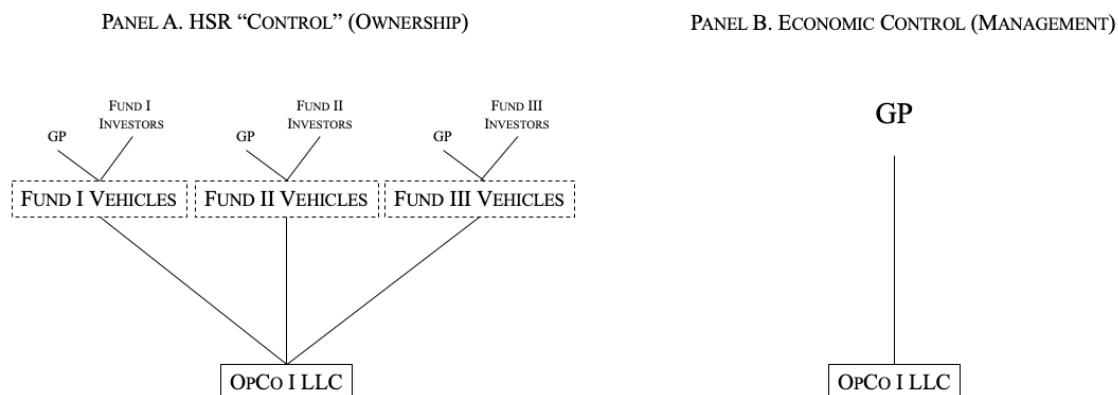 PANEL A. HSR “CONTROL” (OWNERSHIP)
PANEL B. ECONOMIC CONTROL (MANAGEMENT)
GP
FUND I
INVESTORS
GP
FUND II
INVESTORS
GP
FUND III
INVESTORS
GP
FUND I VEHICLES
FUND II VEHICLES
FUND III VEHICLES
OPCO I LLC
OPCO I LLC